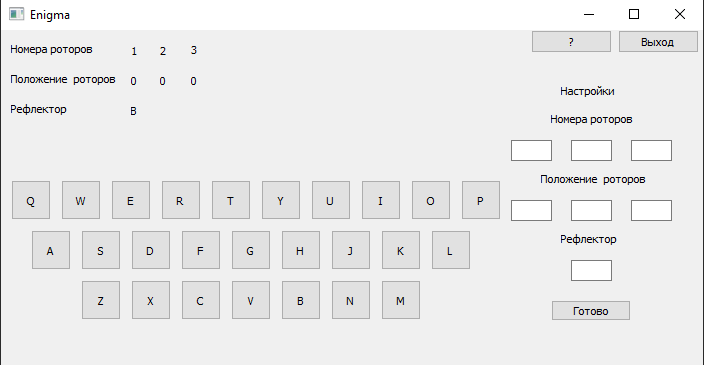 Enigma
? Выход
Номера роторов 1 2 3
Положение роторов 0 0 0
Рефлектор B
Q W E R T Y U I O P
A S D F G H J K L
Z X C V B N M
Настройки
Номера роторов
Положение роторов
Рефлектор
Готово